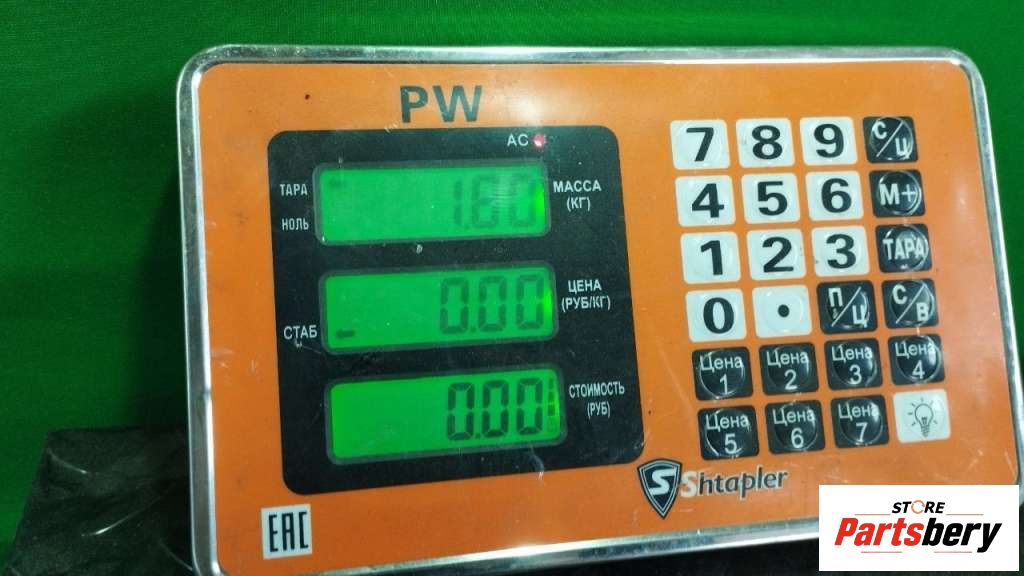 PW
AC
ТАРА
НОЛЬ
1.60
МАССА
(КГ)
СТАБ
0.00
ЦЕНА
(РУБ/КГ)
0.00
СТОИМОСТЬ
(РУБ)
7 8 9 С/Ц
4 5 6 М+
1 2 3 ТАРА
0 . П/Ц С/В
Цена 1 Цена 2 Цена 3 Цена 4
Цена 5 Цена 6 Цена 7
S Shtapler
EAC
STORE
Partsbery